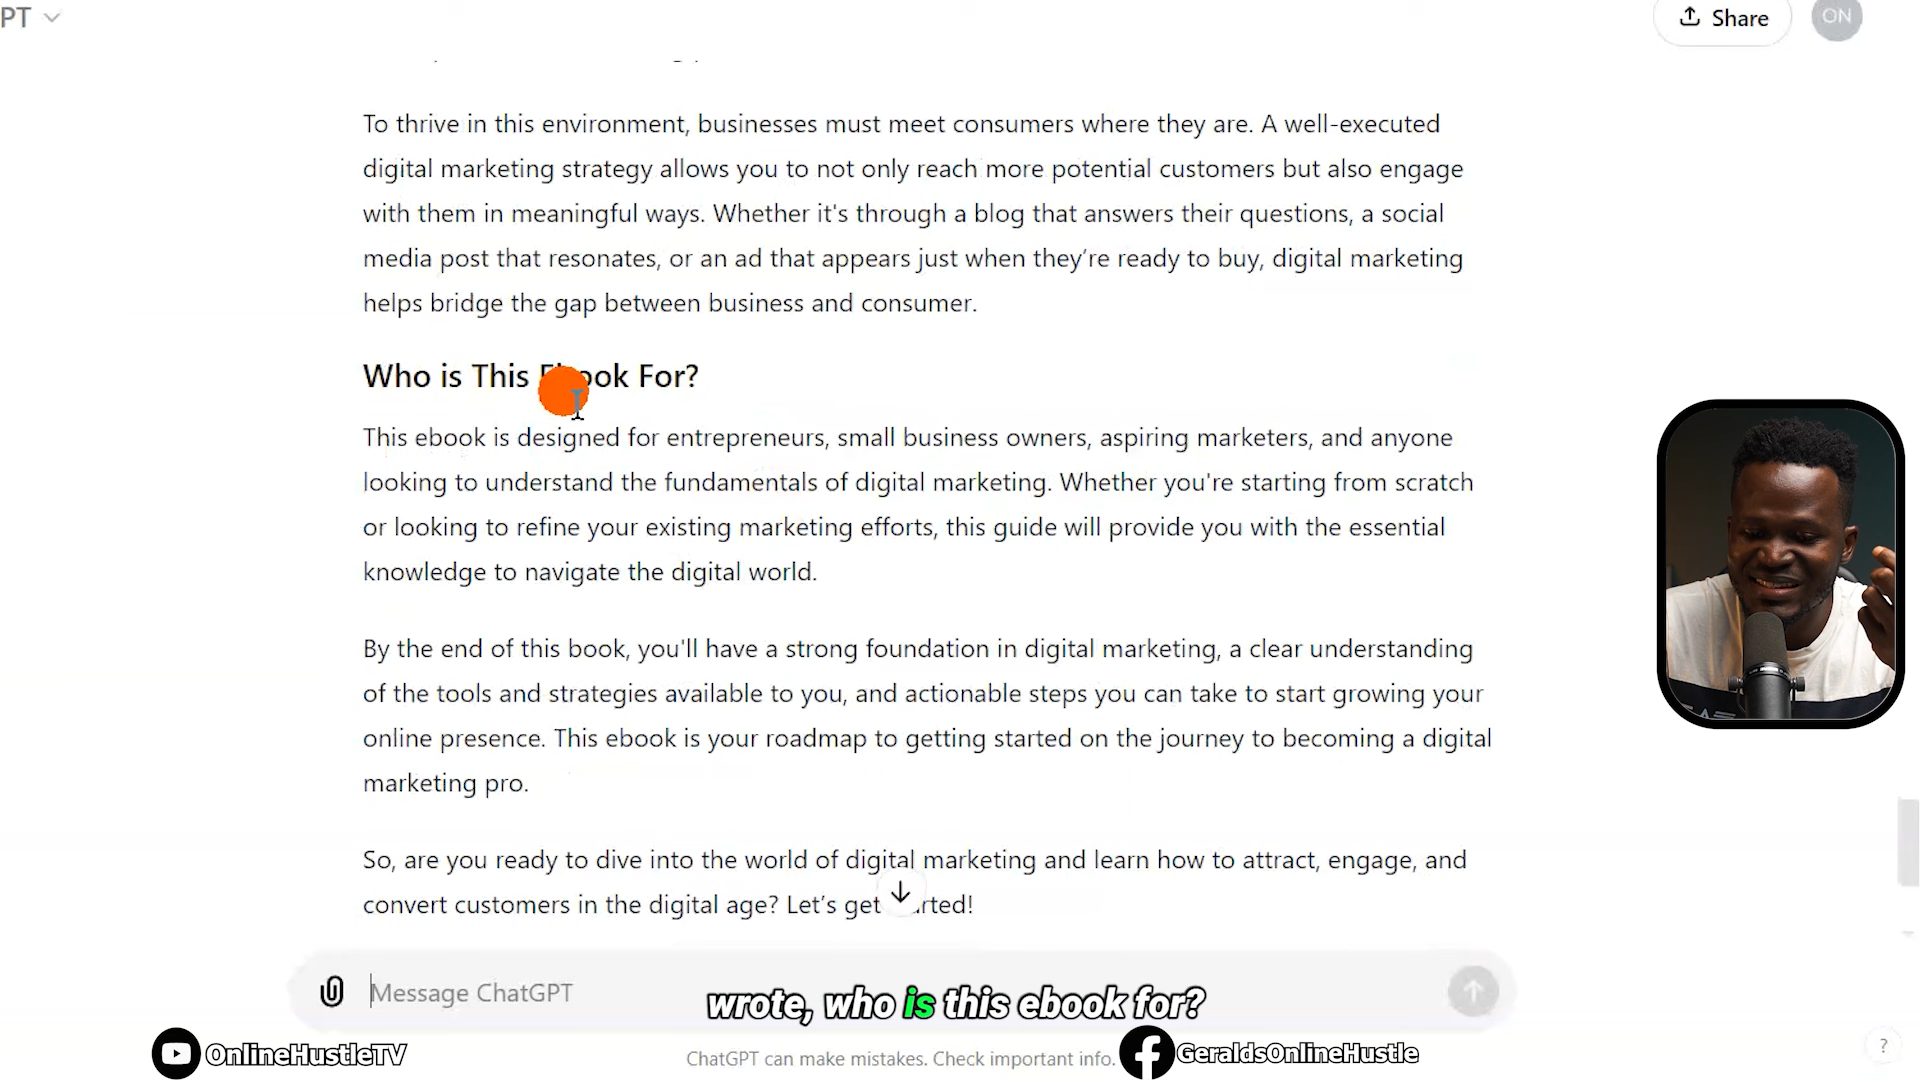 PT
Share
ON
To thrive in this environment, businesses must meet consumers where they are. A well-executed
digital marketing strategy allows you to not only reach more potential customers but also engage
with them in meaningful ways. Whether it's through a blog that answers their questions, a social
media post that resonates, or an ad that appears just when they’re ready to buy, digital marketing
helps bridge the gap between business and consumer.
Who is This Ebook For?
This ebook is designed for entrepreneurs, small business owners, aspiring marketers, and anyone
looking to understand the fundamentals of digital marketing. Whether you're starting from scratch
or looking to refine your existing marketing efforts, this guide will provide you with the essential
knowledge to navigate the digital world.
By the end of this book, you'll have a strong foundation in digital marketing, a clear understanding
of the tools and strategies available to you, and actionable steps you can take to start growing your
online presence. This ebook is your roadmap to getting started on the journey to becoming a digital
marketing pro.
So, are you ready to dive into the world of digital marketing and learn how to attract, engage, and
convert customers in the digital age? Let’s get started!
Message ChatGPT
wrote, who is this ebook for?
OnlineHustleTV
ChatGPT can make mistakes. Check important info.
GeraldsOnlineHustle
?